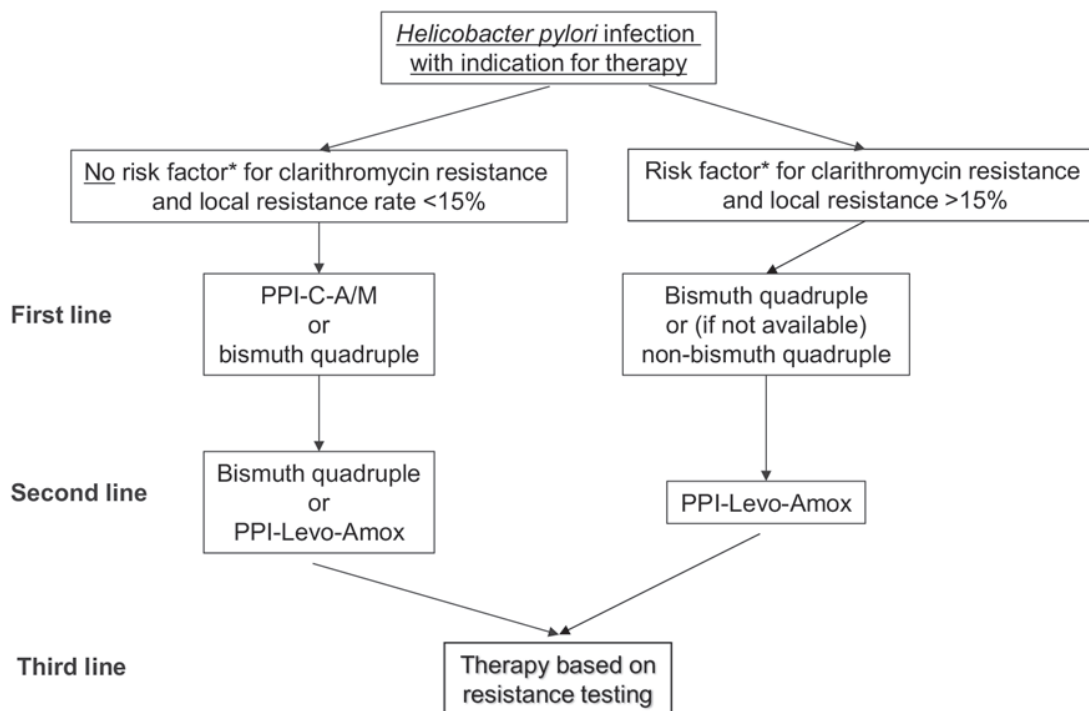 Helicobacter pylori infection
with indication for therapy
No risk factor* for clarithromycin resistance
and local resistance rate <15%
Risk factor* for clarithromycin resistance
and local resistance >15%
First line
PPI-C-A/M
or
bismuth quadruple
Bismuth quadruple
or (if not available)
non-bismuth quadruple
Second line
Bismuth quadruple
or
PPI-Levo-Amox
PPI-Levo-Amox
Third line
Therapy based on
resistance testing